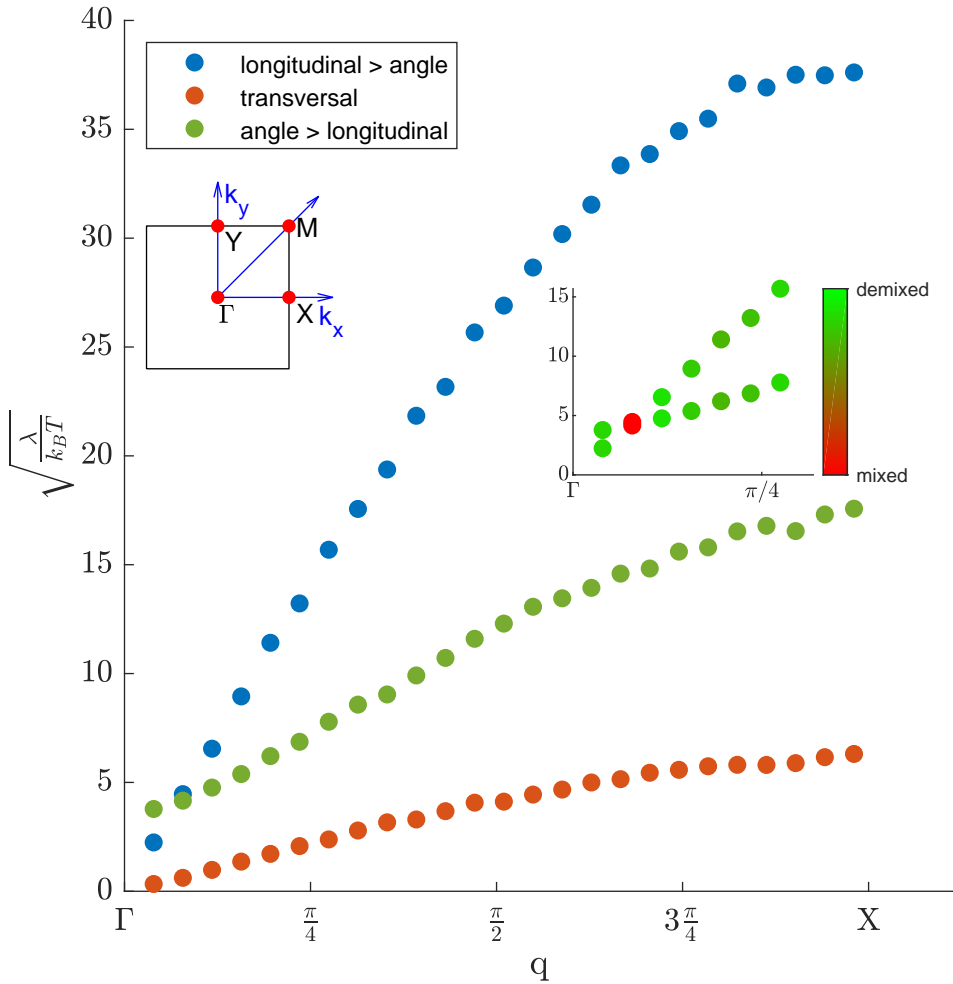 40
35
30
25
20
15
10
5
0
√(λ/(k_B T))
longitudinal > angle
transversal
angle > longitudinal
k_y
Y
M
Γ
X
k_x
15
10
5
0
Γ
π/4
demixed
mixed
Γ
π/4
π/2
3π/4
X
q